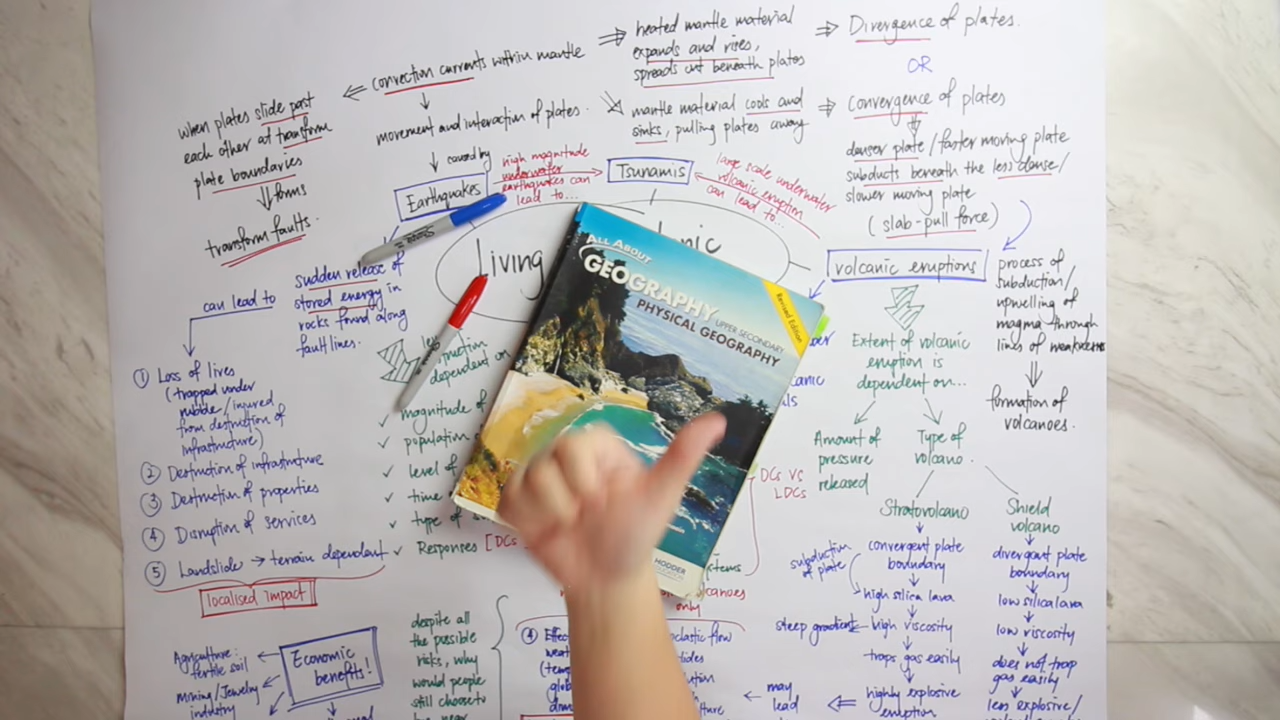 convection currents within mantle
heated mantle material
expands and rises,
spreads out beneath plates
Divergence of plates.
OR
mantle material cools and
sinks, pulling plates away
Convergence of plates
denser plate/faster moving plate
subducts beneath the less dense/
slower moving plate
(slab-pull force)
when plates slide past
each other at transform
plate boundaries
forms
transform faults.
movement and interaction of plates.
caused by
Earthquakes
high magnitude
underwater
earthquakes can
lead to...
Tsunamis
large scale underwater
volcanic eruption
can lead to...
Living
volcanic eruptions
process of
subduction/
upwelling of
magma through
lines of weakness
formation of
volcanoes.
sudden release of
stored energy in
rocks found along
fault lines.
can lead to
① Loss of lives
(trapped under
rubble/injured
from destruction of
infrastructure)
② Destruction of infrastructure
③ Destruction of properties
④ Disruption of services
⑤ Landslide → terrain dependent
localised impact
dependent on
✓ magnitude of
✓ population
✓ level of
✓ time
✓ type of
✓ Responses [DCs
ALL ABOUT
GEOGRAPHY
UPPER SECONDARY
PHYSICAL GEOGRAPHY
Revised Edition
HODDER
EDUCATION
Sharpie
Extent of volcanic
eruption is
dependent on...
Amount of
pressure
released
Type of
volcano.
DCs VS
LDCs
Stratovolcano
convergent plate
boundary
subduction
of plate
high silica lava
high viscosity
steep gradient
traps gas easily
highly explosive
eruption
may
lead
Shield
volcano
divergent plate
boundary
low silica lava
low viscosity
does not trap
gas easily
less explosive/
only
Economic
benefits!
Agriculture:
fertile soil
Mining/Jewelry
industry
despite all
the possible
risks, why
would people
still choose to